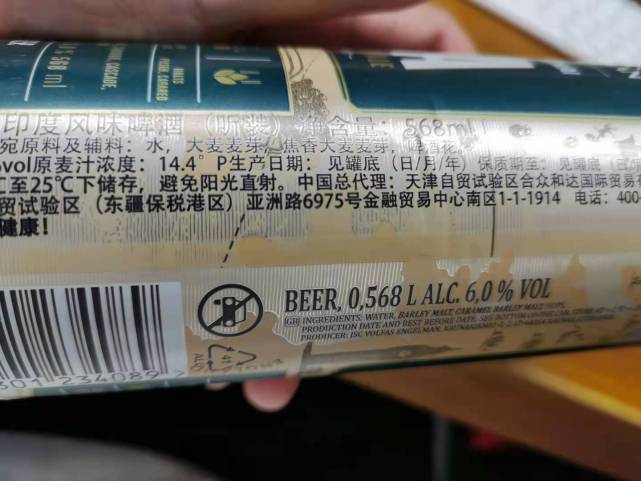 568 ml
CASCADE,
MALTS
PILSNER, CARAMEL
印度风味啤酒（听装）净含量：568ml
原料及辅料：水，大麦麦芽，焦香大麦麦芽，啤酒花
vol原麦汁浓度：14.4°P生产日期：见罐底（日/月/年）保质期至：见罐底（日
至25℃下储存，避免阳光直射。中国总代理：天津自贸试验区合众和达国际贸易有
贸试验区（东疆保税港区）亚洲路6975号金融贸易中心南区1-1-1914 电话：400-
健康！
BEER, 0,568 L ALC. 6,0 % VOL
(GB) INGREDIENTS: WATER, BARLEY MALT, CARAMEL BARLEY MALT, HOPS.
PRODUCTION DATE AND BEST BEFORE DATE: SEE BOTTOM OF THE CAN.
PRODUCER: JSC VOLFAS ENGELMAN,
301 234089 >